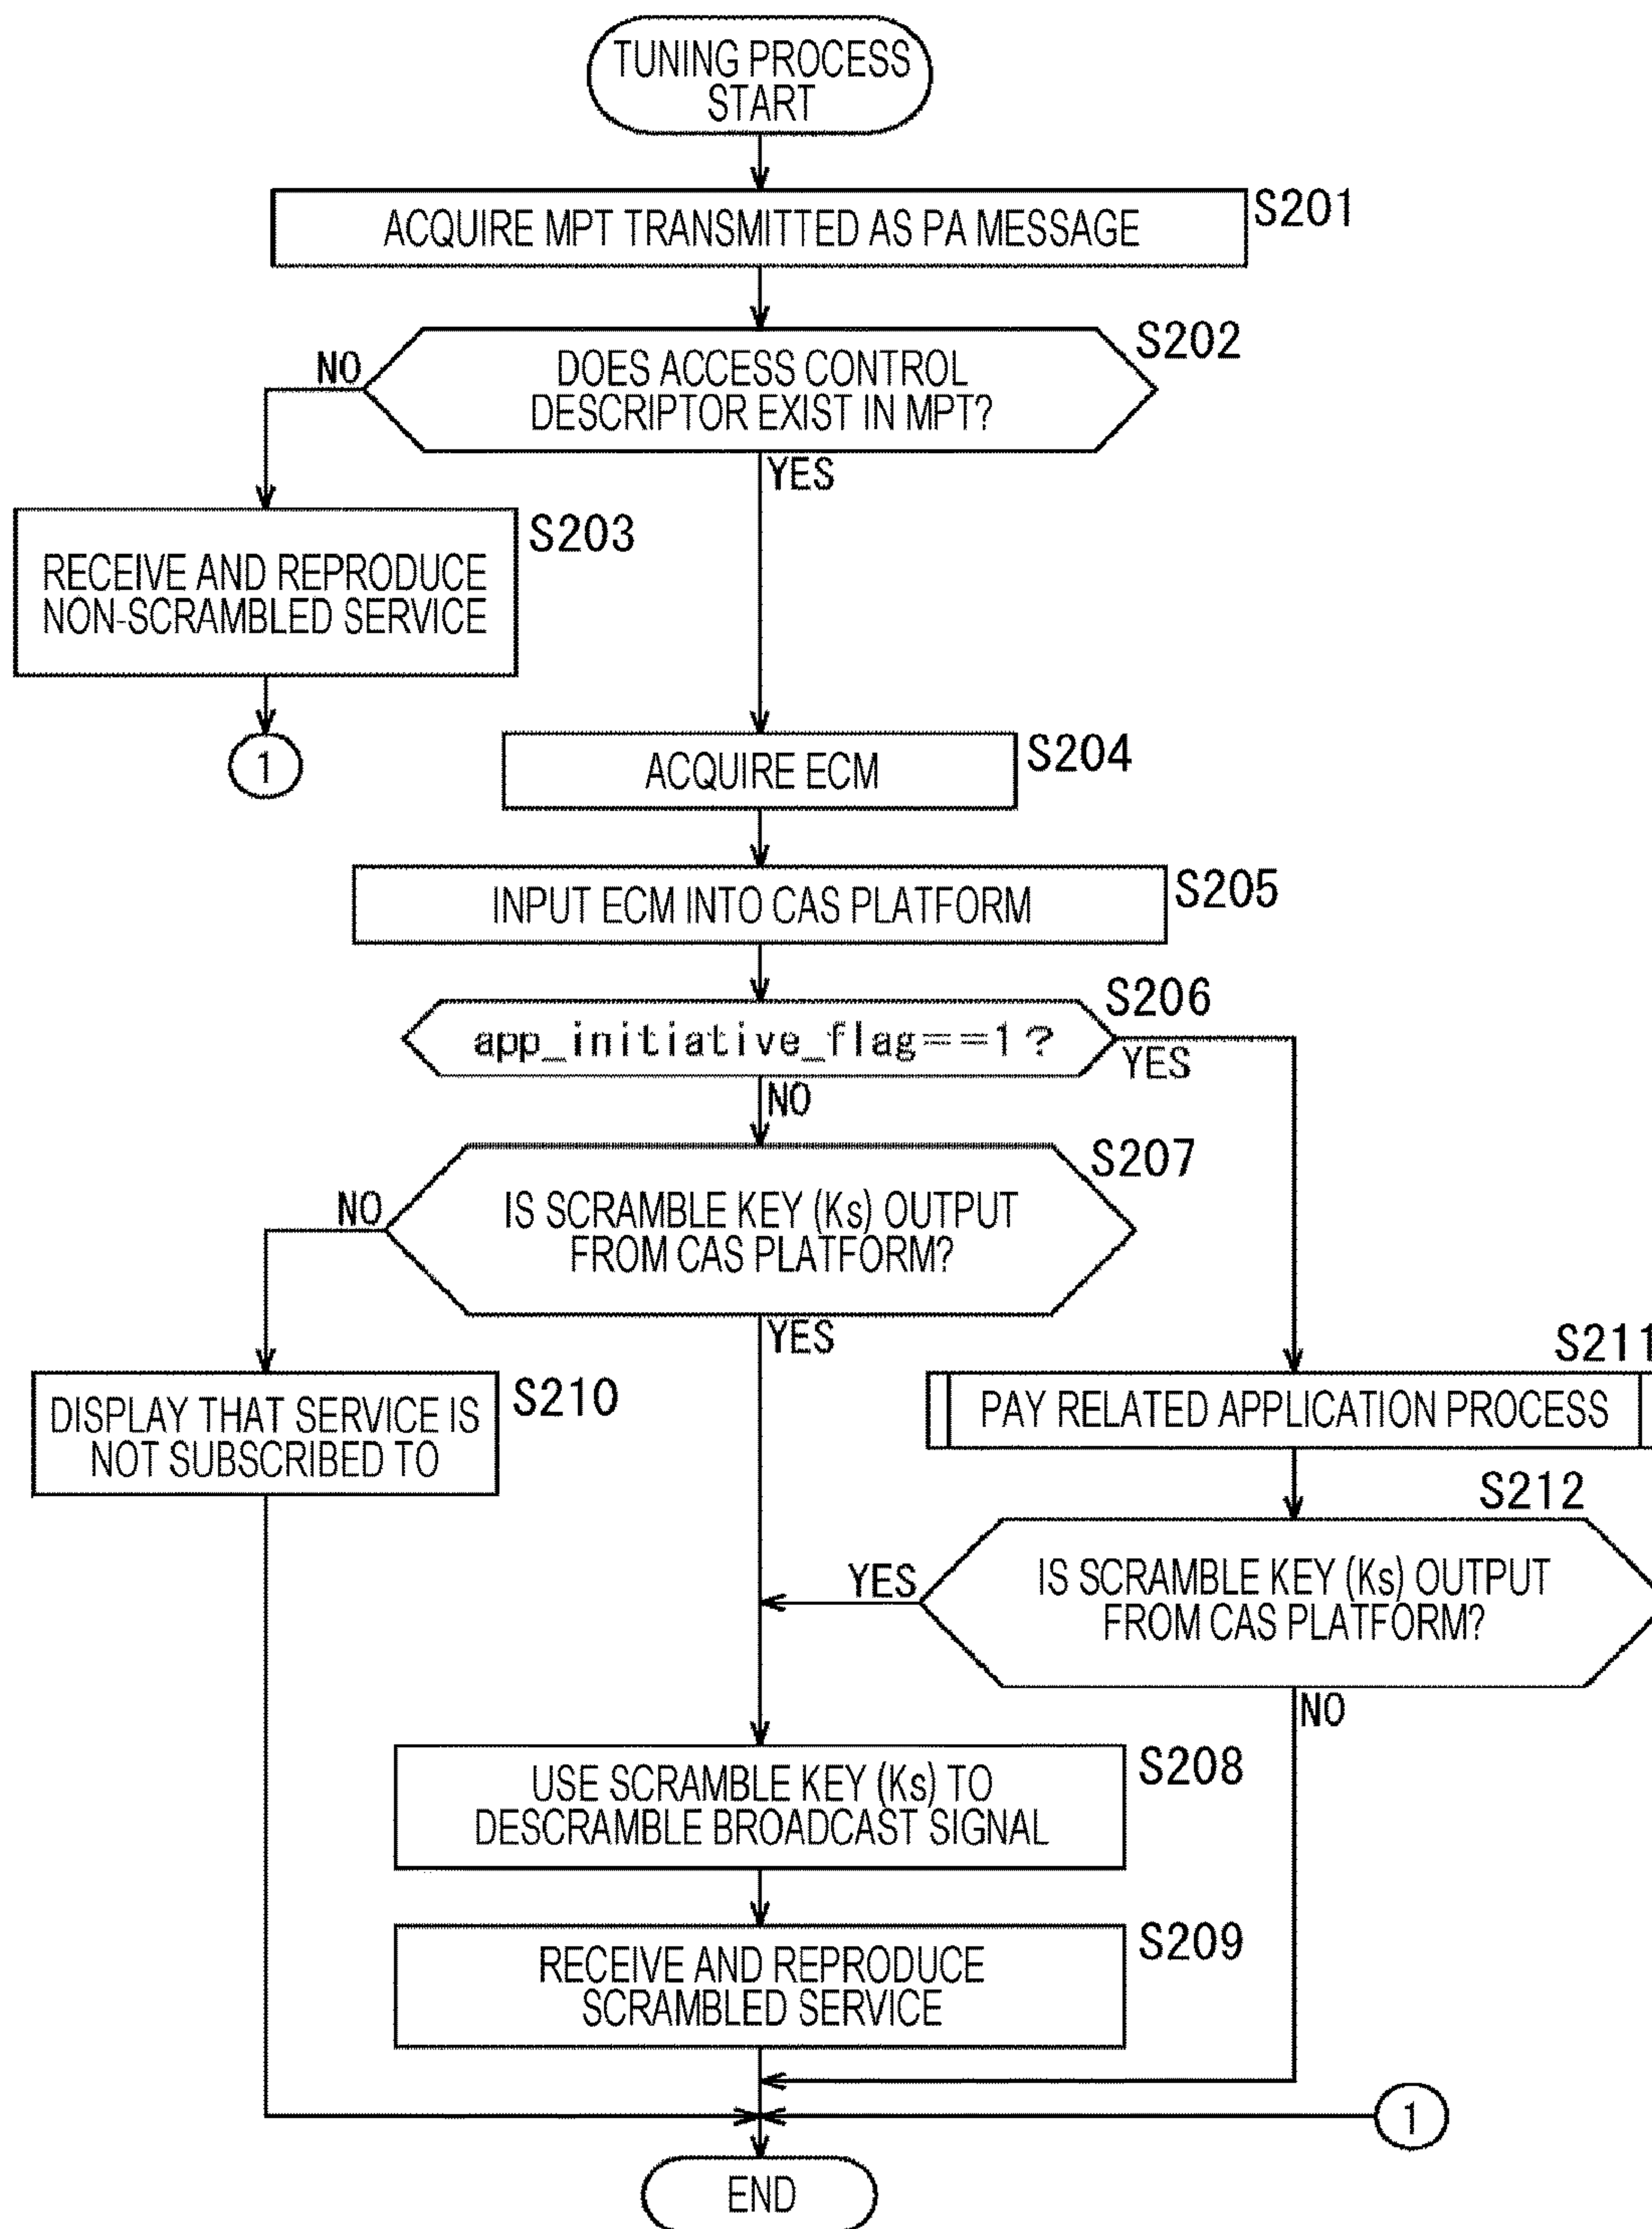 TUNING PROCESS
START
ACQUIRE MPT TRANSMITTED AS PA MESSAGE
S201
DOES ACCESS CONTROL
DESCRIPTOR EXIST IN MPT?
S202
NO
YES
RECEIVE AND REPRODUCE
NON-SCRAMBLED SERVICE
S203
1
ACQUIRE ECM
S204
INPUT ECM INTO CAS PLATFORM
S205
app_initiative_flag==1?
S206
YES
NO
IS SCRAMBLE KEY (Ks) OUTPUT
FROM CAS PLATFORM?
S207
NO
YES
DISPLAY THAT SERVICE IS
NOT SUBSCRIBED TO
S210
S211
PAY RELATED APPLICATION PROCESS
S212
IS SCRAMBLE KEY (Ks) OUTPUT
FROM CAS PLATFORM?
YES
NO
USE SCRAMBLE KEY (Ks) TO
DESCRAMBLE BROADCAST SIGNAL
S208
RECEIVE AND REPRODUCE
SCRAMBLED SERVICE
S209
1
END